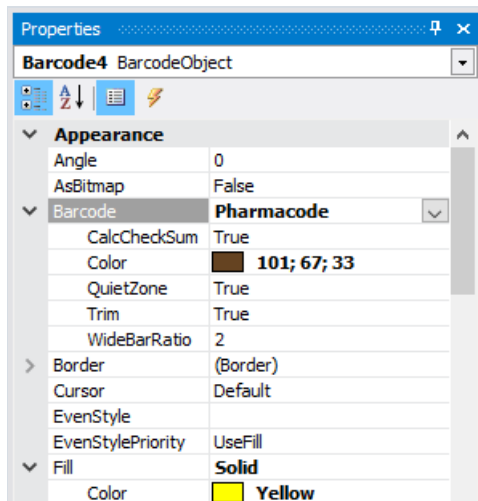 Properties
Barcode4 BarcodeObject
Appearance
Angle 0
AsBitmap False
Barcode Pharmacode
CalcCheckSum True
Color 101; 67; 33
QuietZone True
Trim True
WideBarRatio 2
Border (Border)
Cursor Default
EvenStyle
EvenStylePriority UseFill
Fill Solid
Color Yellow